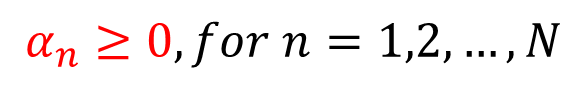 αₙ ≥ 0, for n = 1,2, …, N